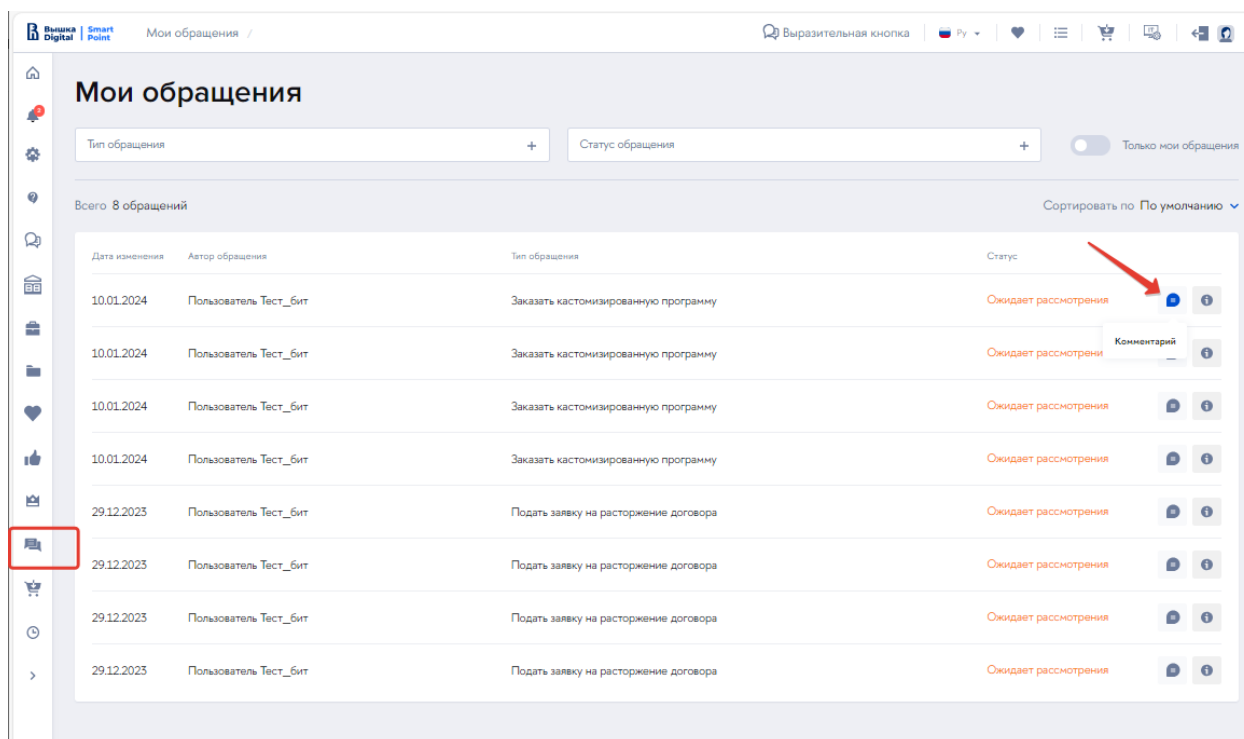 Вышка Digital | Smart Point
Мои обращения /
Выразительная кнопка
Ру
Мои обращения
2
Тип обращения +
Статус обращения +
Только мои обращения
Всего 8 обращений
Сортировать по По умолчанию
Дата изменения Автор обращения Тип обращения Статус
10.01.2024 Пользователь Тест_бит Заказать кастомизированную программу Ожидает рассмотрения
Комментарий
10.01.2024 Пользователь Тест_бит Заказать кастомизированную программу Ожидает рассмотрени
10.01.2024 Пользователь Тест_бит Заказать кастомизированную программу Ожидает рассмотрения
10.01.2024 Пользователь Тест_бит Заказать кастомизированную программу Ожидает рассмотрения
29.12.2023 Пользователь Тест_бит Подать заявку на расторжение договора Ожидает рассмотрения
29.12.2023 Пользователь Тест_бит Подать заявку на расторжение договора Ожидает рассмотрения
29.12.2023 Пользователь Тест_бит Подать заявку на расторжение договора Ожидает рассмотрения
29.12.2023 Пользователь Тест_бит Подать заявку на расторжение договора Ожидает рассмотрения